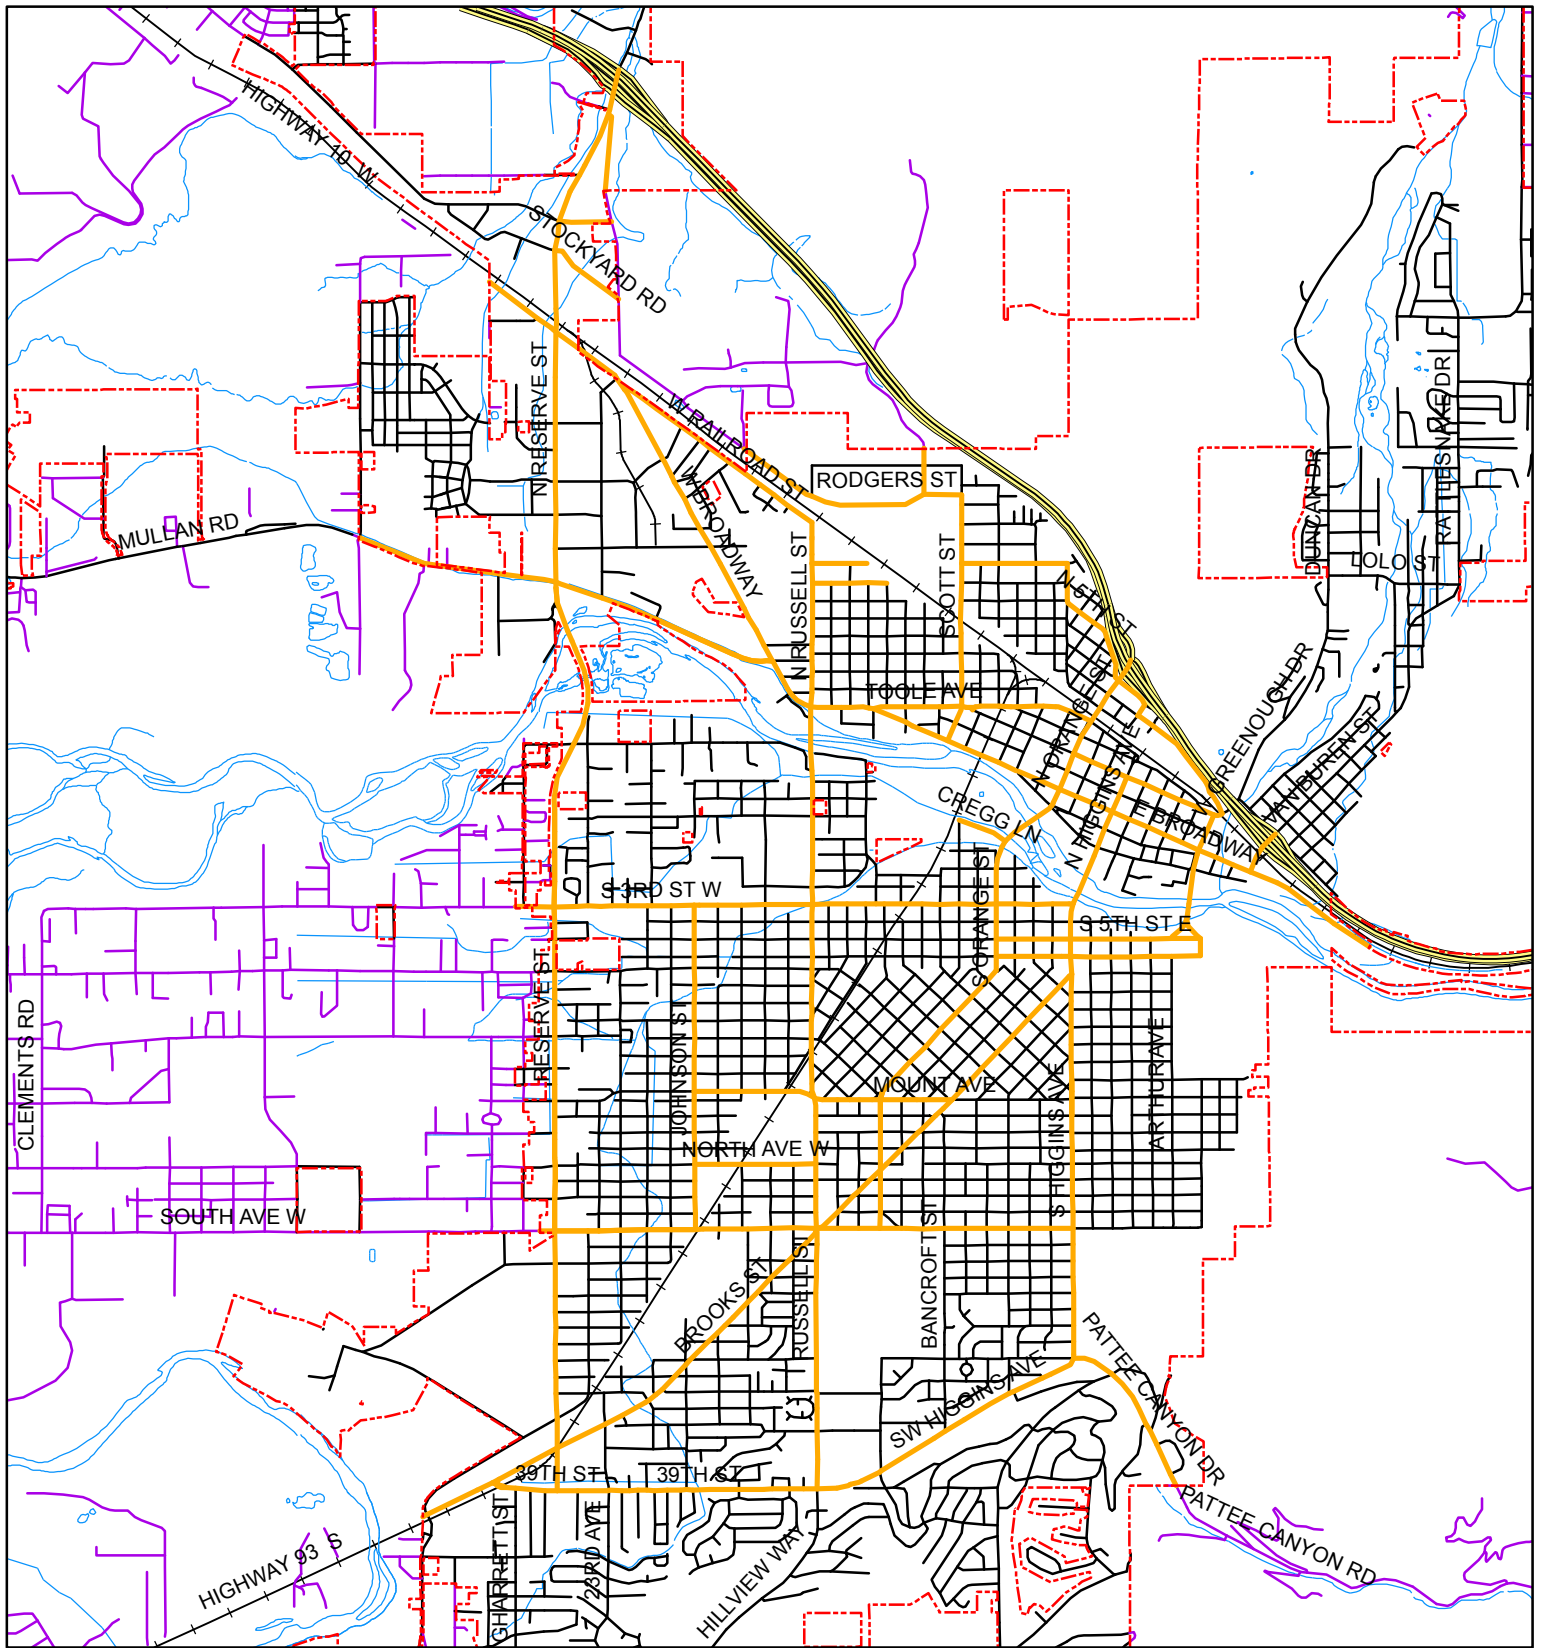 HIGHWAY 10 W
STOCKYARD RD
N RESERVE ST
W RAILROAD ST
RATTLESNAKE DR
RODGERS ST
W BROADWAY
DUNCAN DR
MULLAN RD
N RUSSELL ST
SCOTT ST
LOLO ST
N 5TH ST
TOOLE AVE
N ORANGE ST
GREENOUGH DR
VAN BUREN ST
N HIGGINS AVE
CREGG LN
E BROADWAY
S 3RD ST W
S ORANGE ST
S 5TH ST E
RESERVE ST
CLEMENTS RD
JOHNSON ST
MOUNT AVE
ARTHUR AVE
S HIGGINS AVE
NORTH AVE W
SOUTH AVE W
BROOKS ST
RUSSELL ST
BANCROFT ST
PATTEE CANYON DR
SW HIGGINS AVE
39TH ST
39TH ST
PATTEE CANYON RD
HIGHWAY 93 S
GHARRETT ST
23RD AVE
HILLVIEW WAY